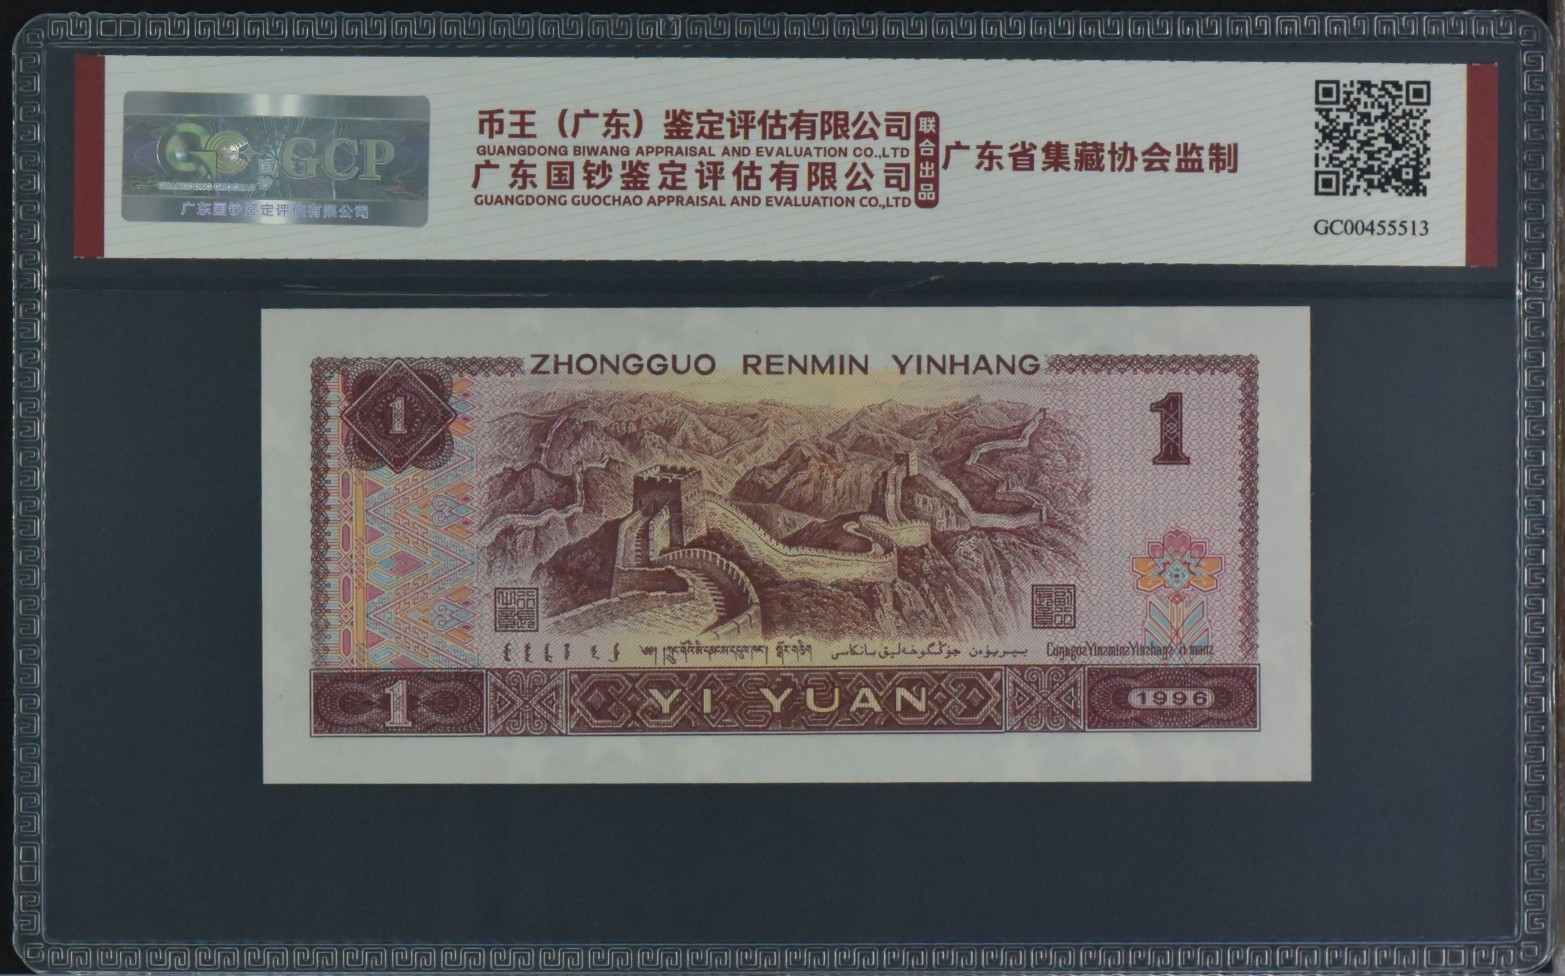 币王（广东）鉴定评估有限公司
GUANGDONG BIWANG APPRAISAL AND EVALUATION CO.,LTD
广东国钞鉴定评估有限公司
GUANGDONG GUOCHAO APPRAISAL AND EVALUATION CO.,LTD
联合出品
广东省集藏协会监制
GCP
广东国钞鉴定评估有限公司
GC00455513
ZHONGGUO RENMIN YINHANG
1
1
1
YI YUAN
1996